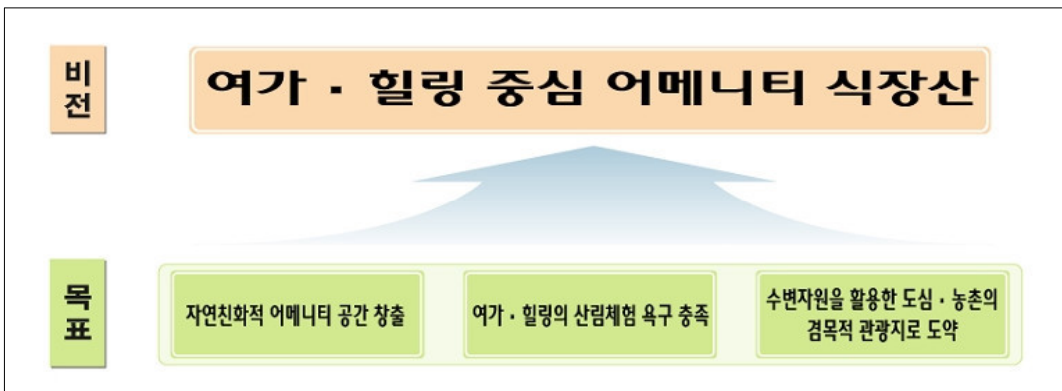 비전
여가 · 힐링 중심 어메니티 식장산
목표
자연친화적 어메니티 공간 창출
여가 · 힐링의 산림체험 욕구 충족
수변자원을 활용한 도심 · 농촌의
겸목적 관광지로 도약